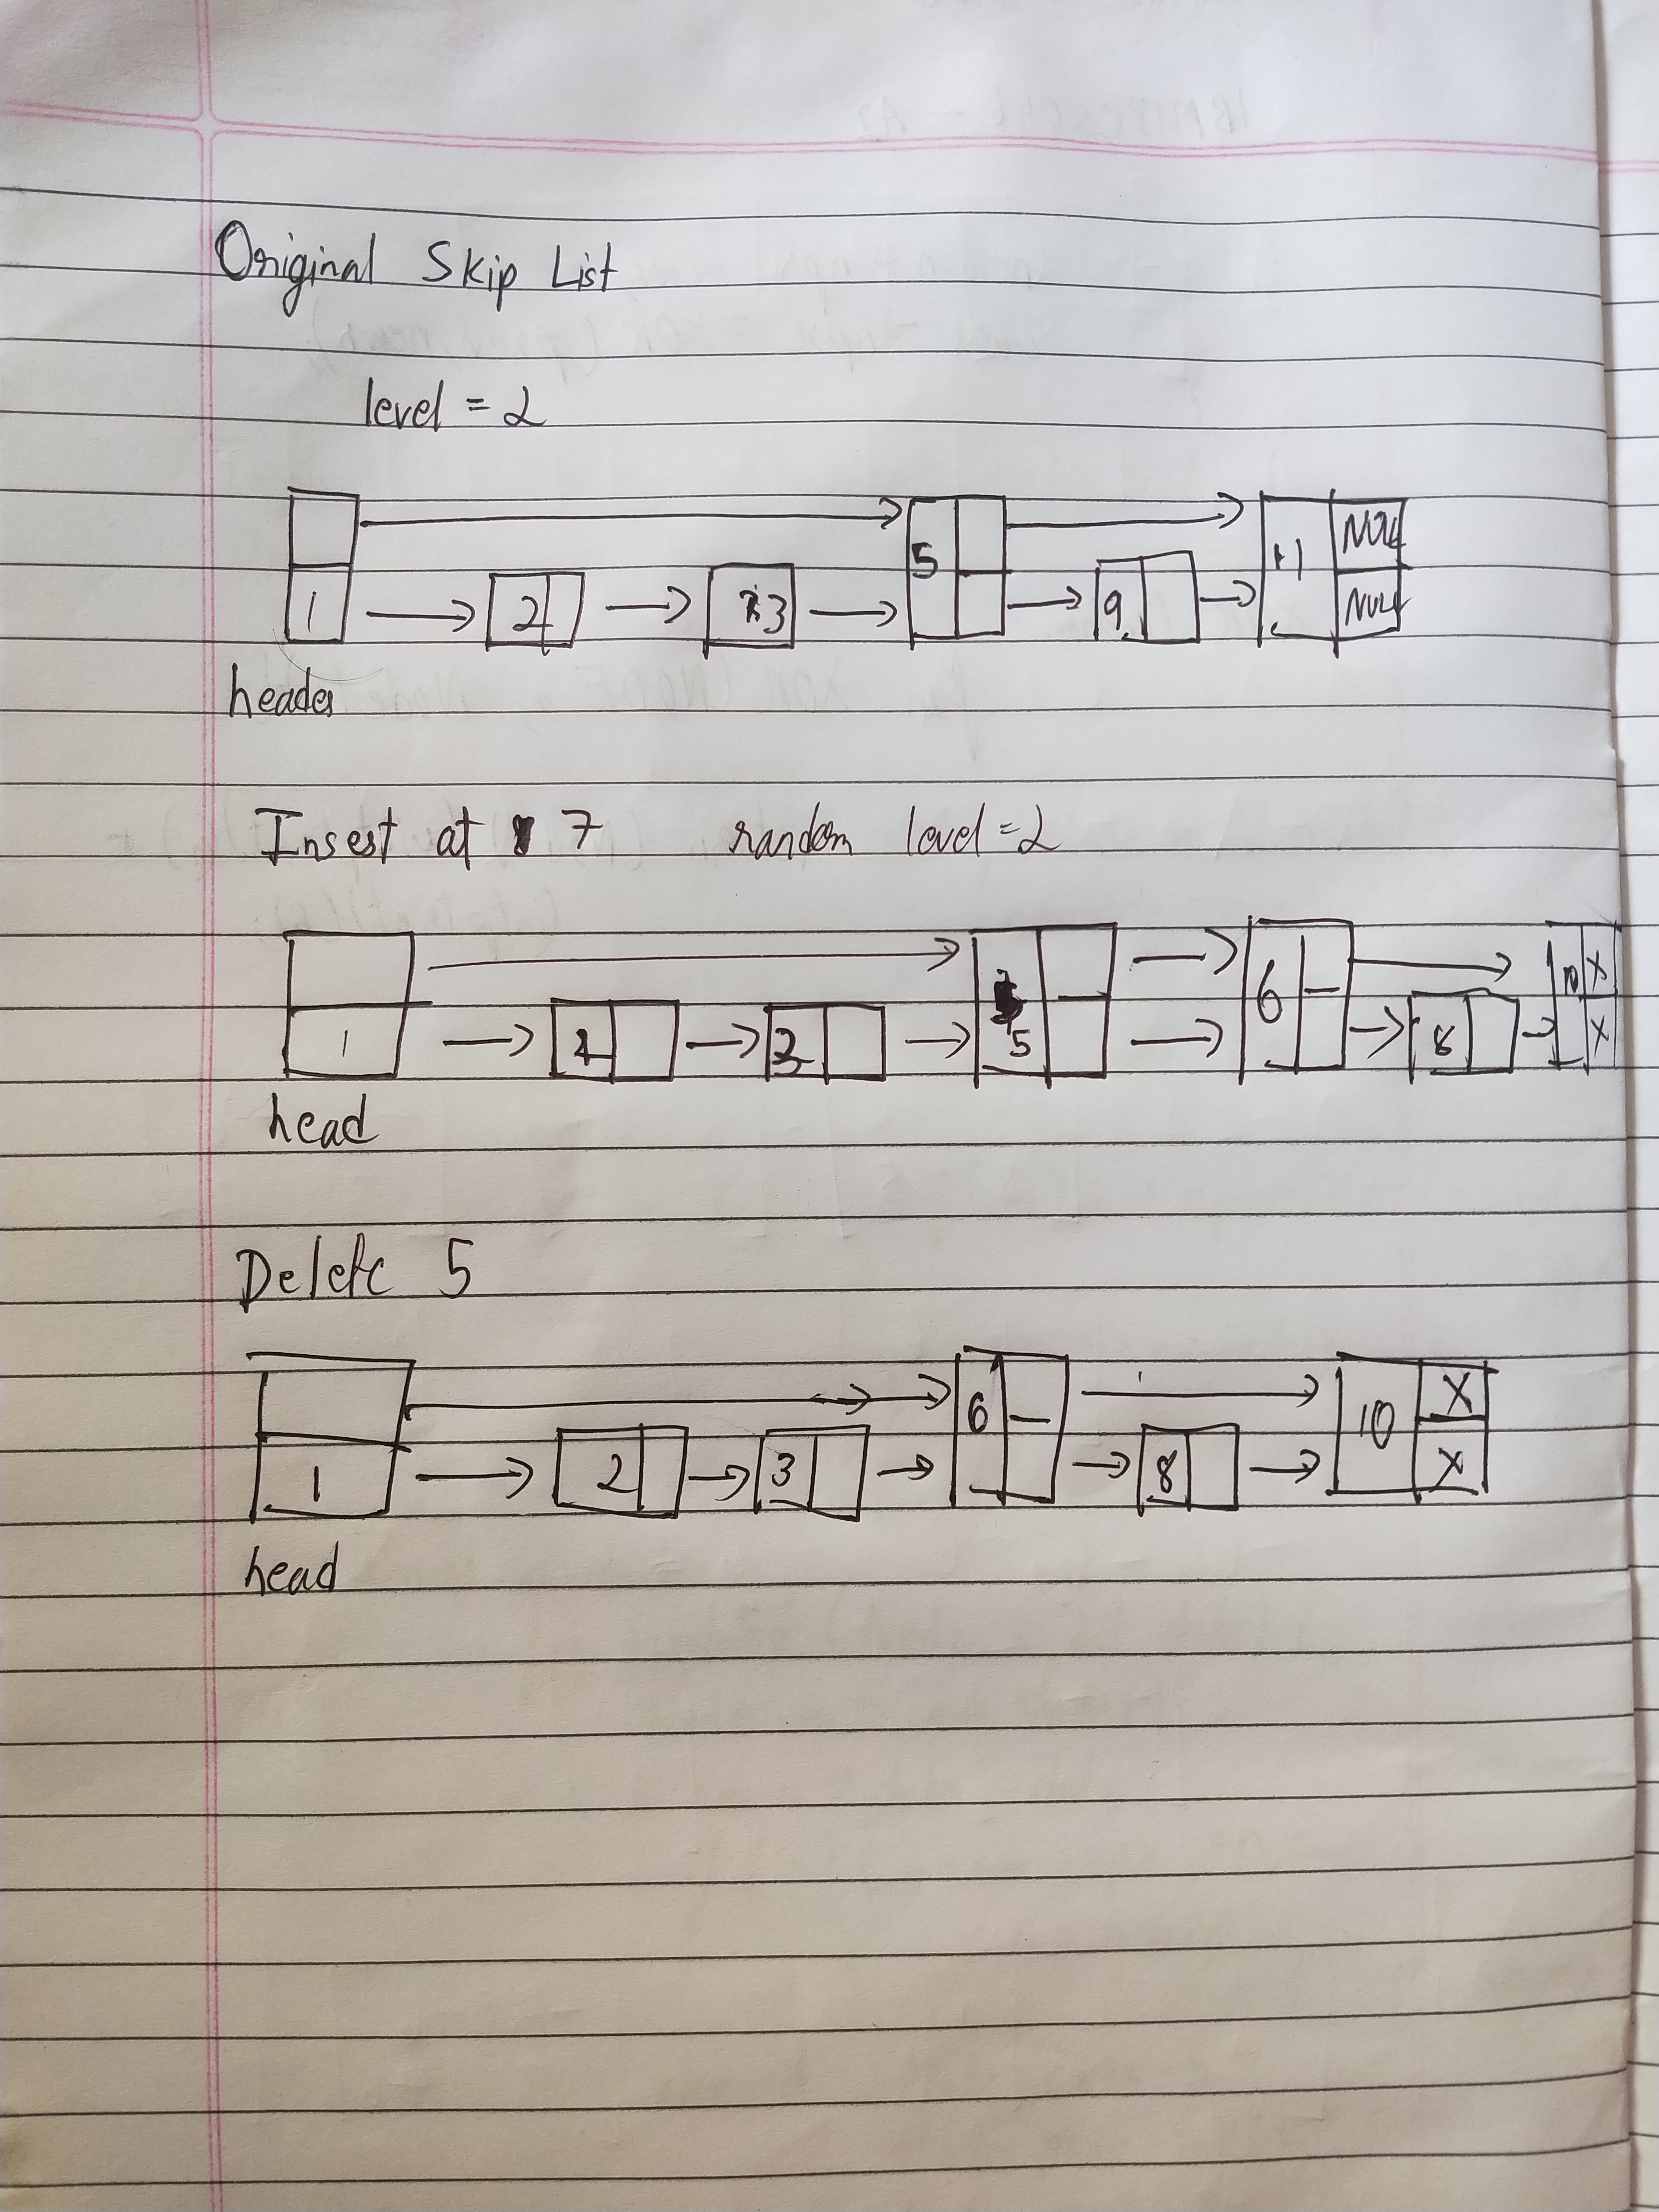 Original Skip List
level = 2
5 11 NULL
1 2 3 9 NULL
header
Insert at 7 random level = 2
6 10 X
1 2 5 8 X
head
Delete 5
6 10 X
1 2 3 8 X
head